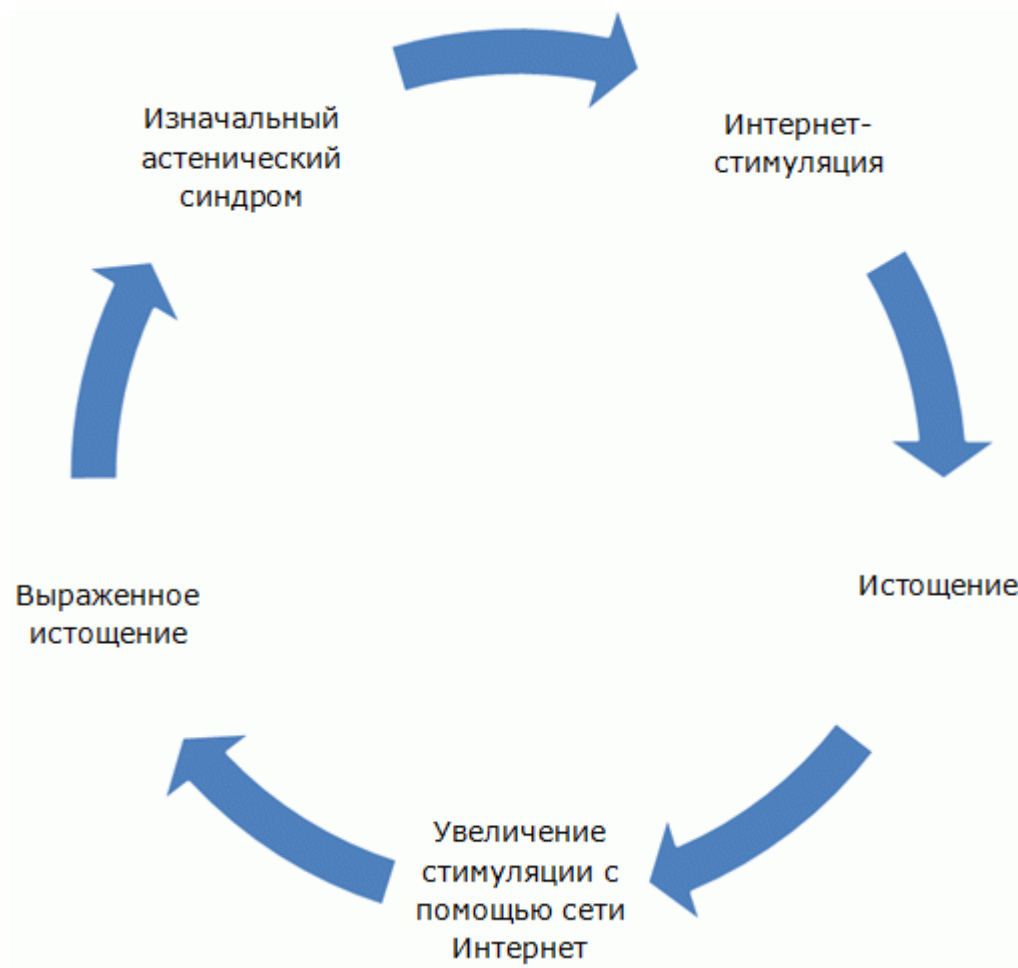 Изначальный
астенический
синдром
Интернет-
стимуляция
Истощение
Увеличение
стимуляции с
помощью сети
Интернет
Выраженное
истощение